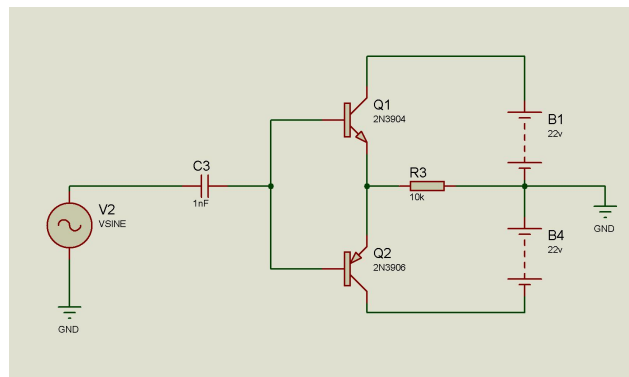 Q1
2N3904
B1
22v
C3
1nF
R3
10k
V2
VSINE
GND
B4
22v
Q2
2N3906
GND